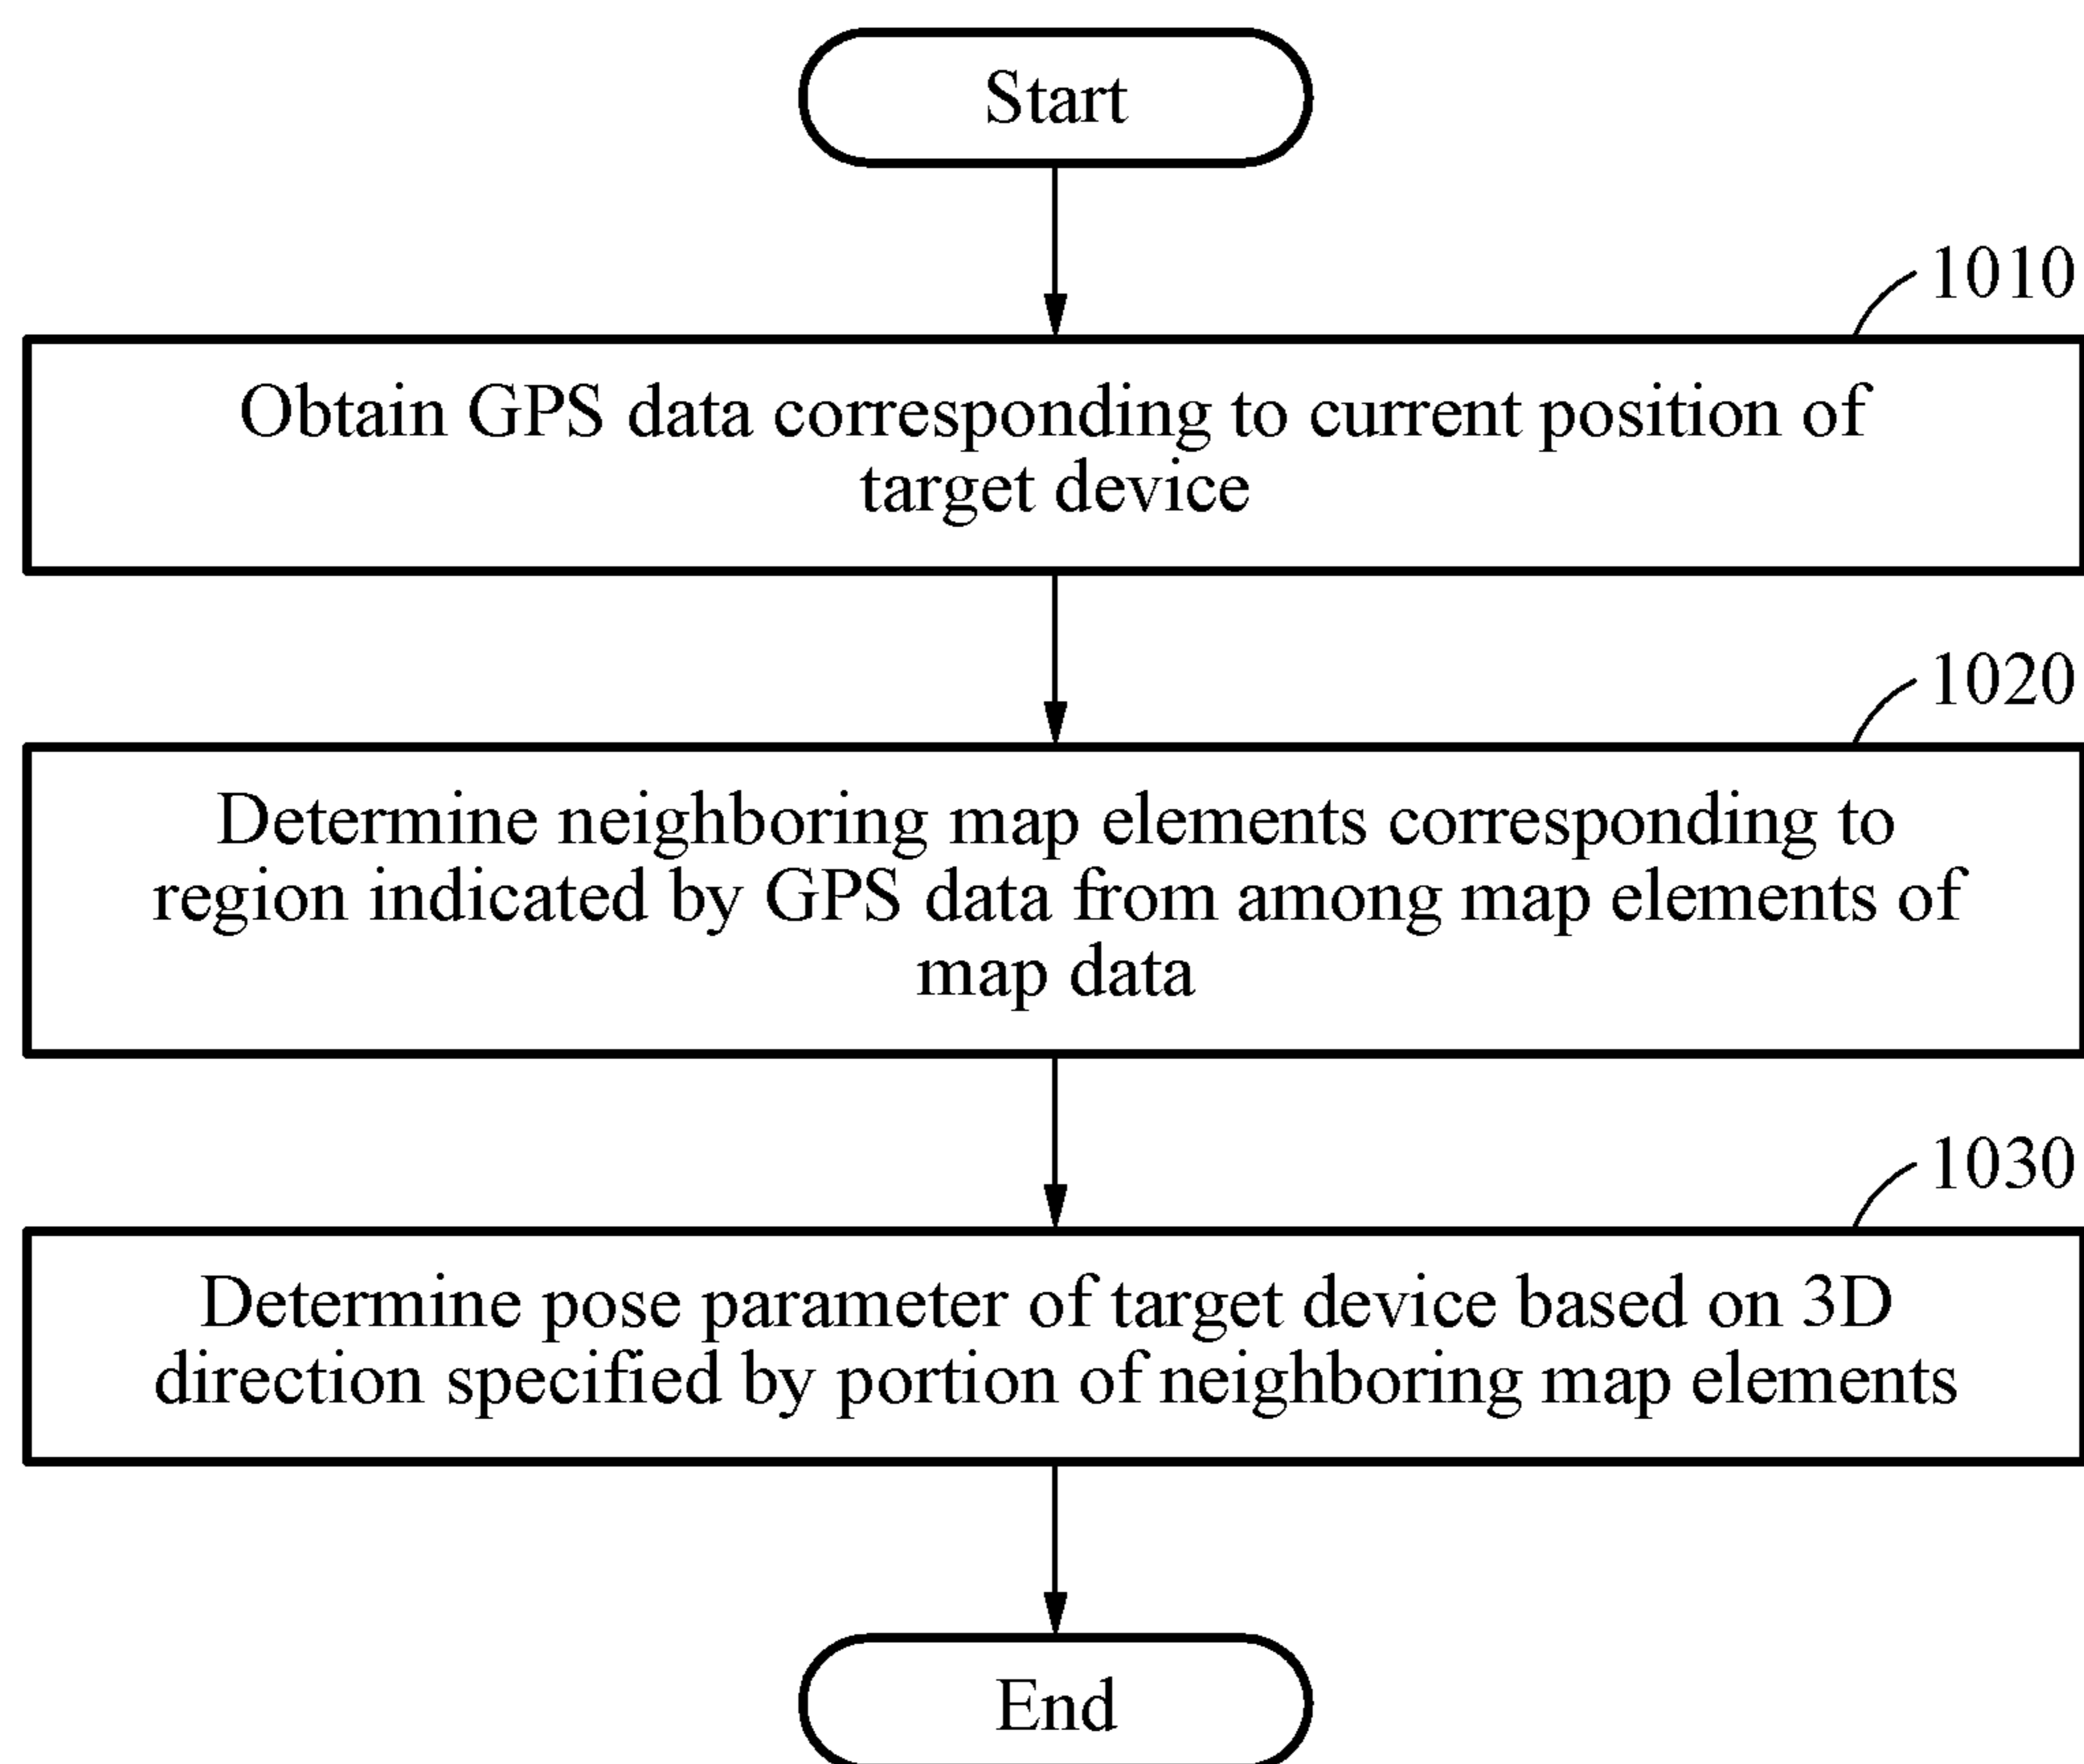 Start
1010
Obtain GPS data corresponding to current position of
target device
1020
Determine neighboring map elements corresponding to
region indicated by GPS data from among map elements of
map data
1030
Determine pose parameter of target device based on 3D
direction specified by portion of neighboring map elements
End